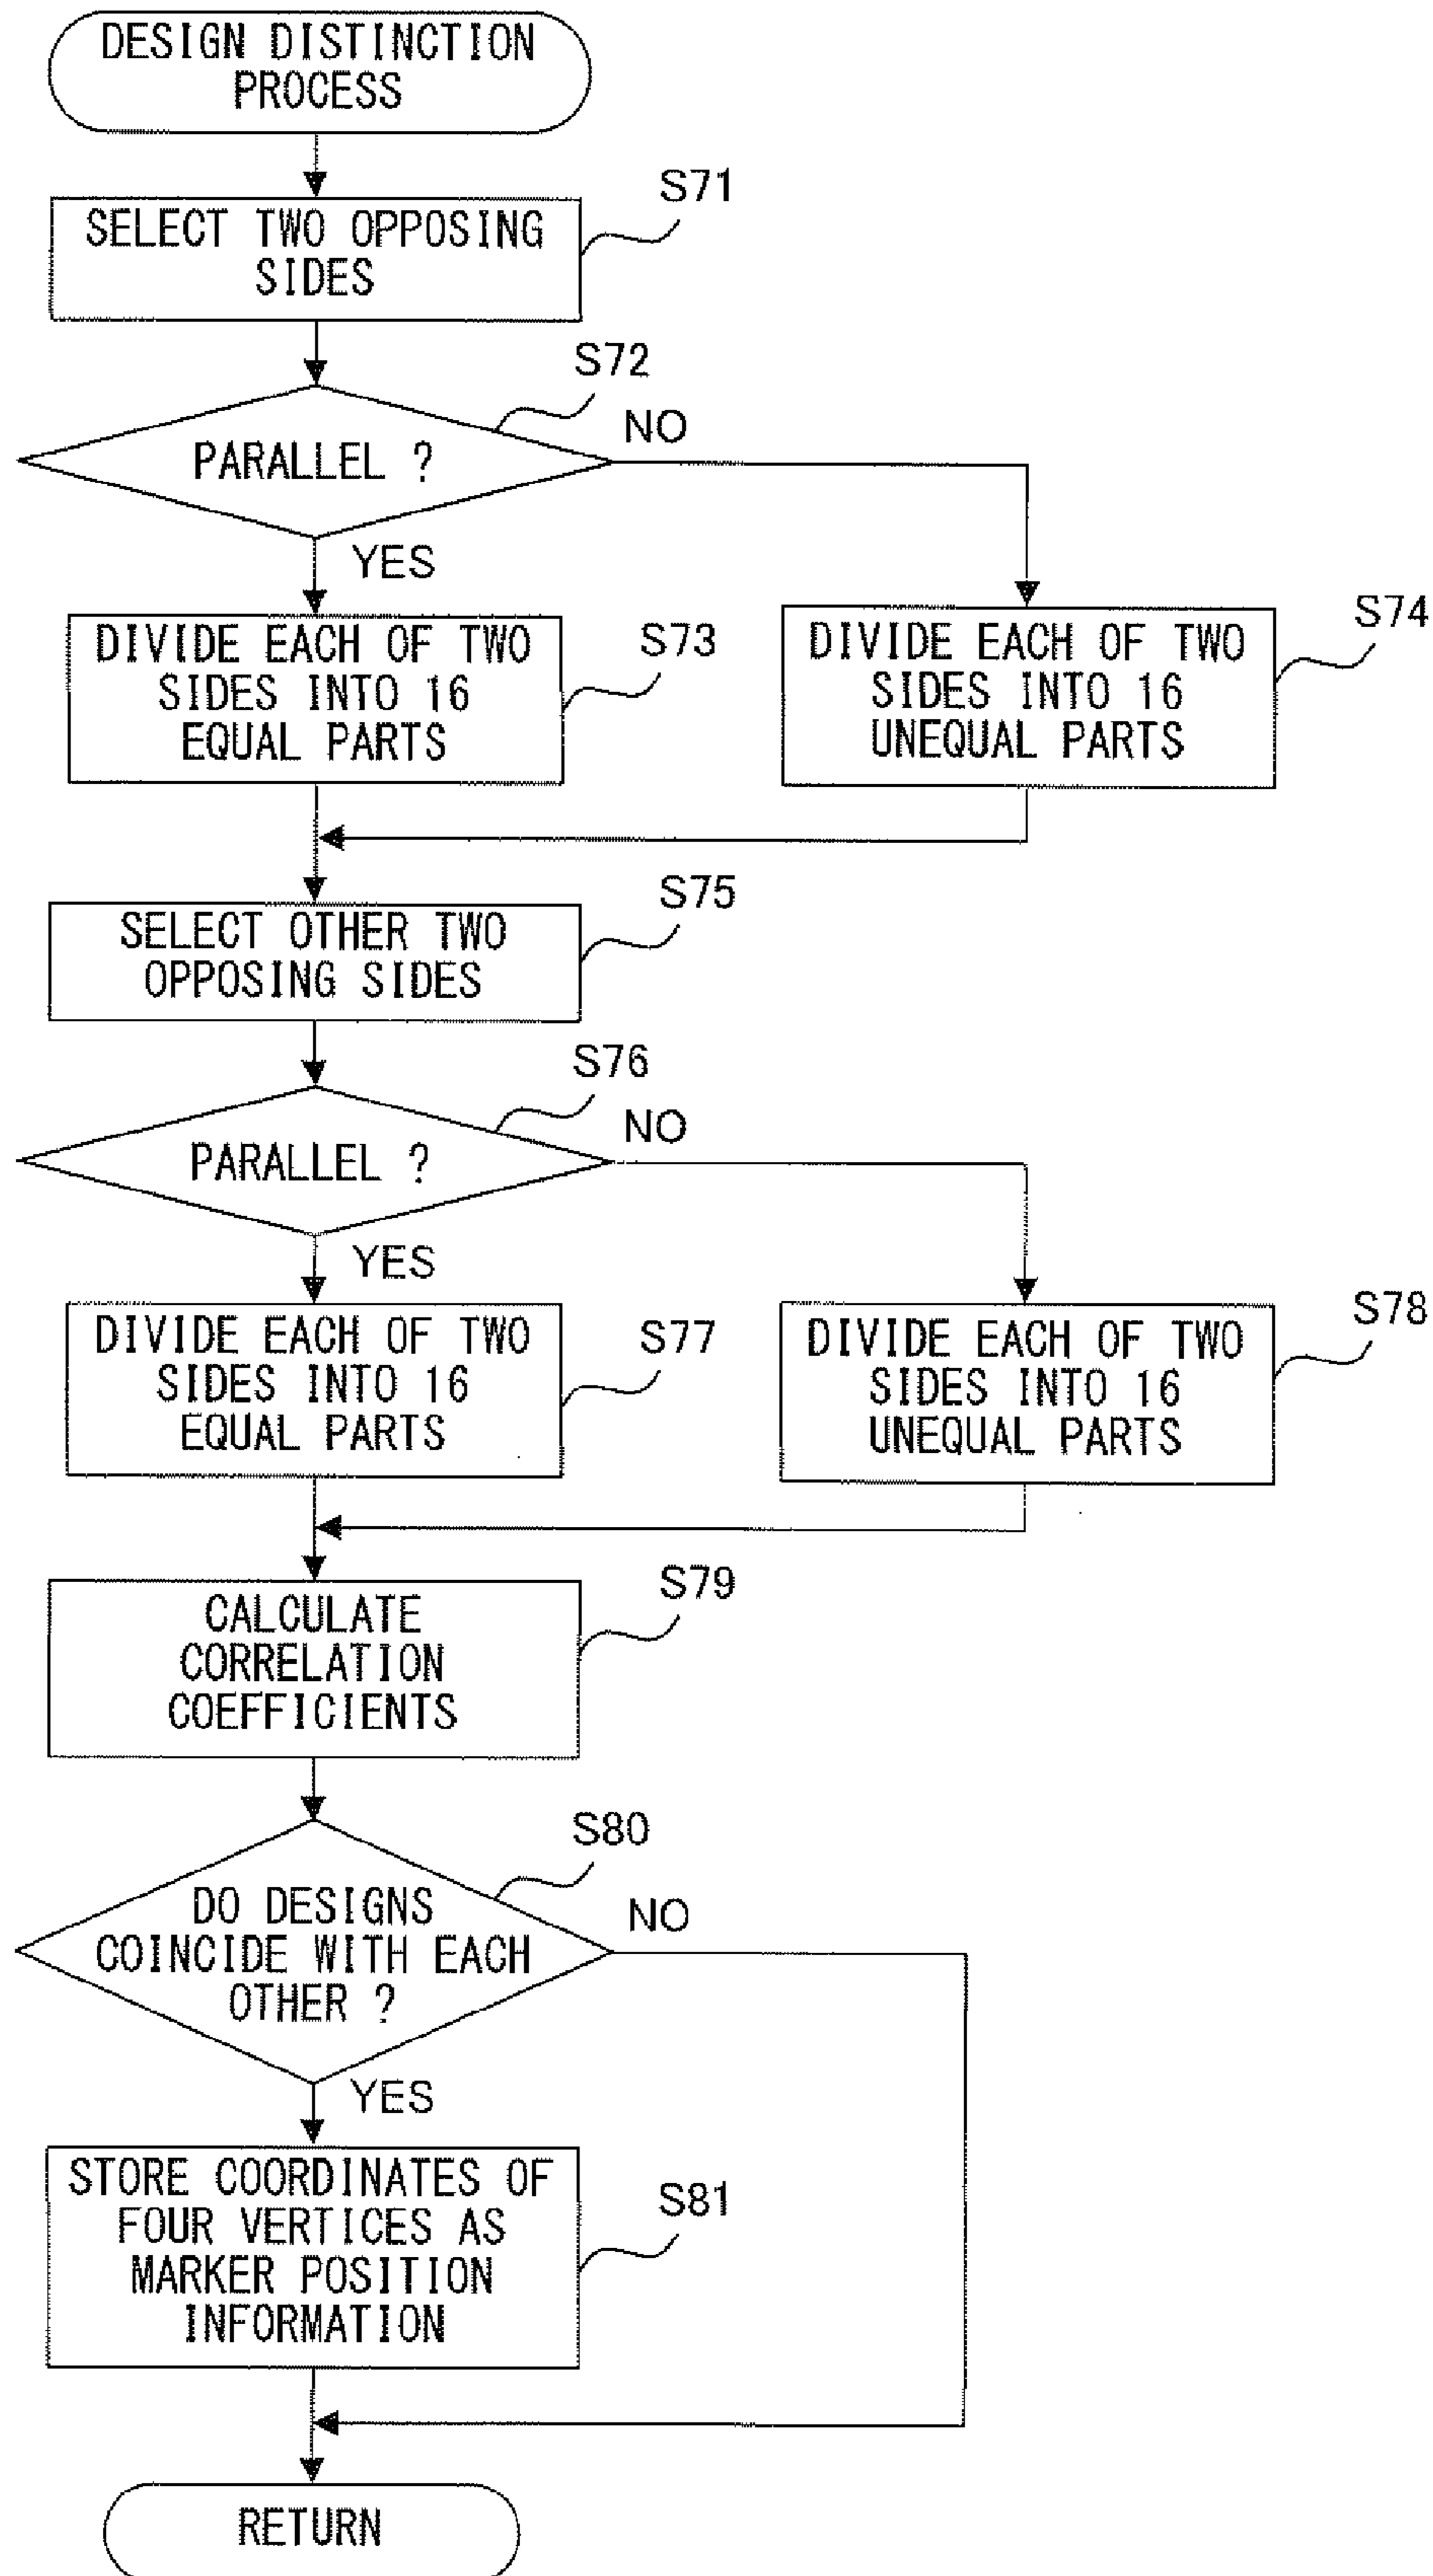 DESIGN DISTINCTION
PROCESS
S71
SELECT TWO OPPOSING
SIDES
S72
PARALLEL ?
NO
YES
S73
DIVIDE EACH OF TWO
SIDES INTO 16
EQUAL PARTS
S74
DIVIDE EACH OF TWO
SIDES INTO 16
UNEQUAL PARTS
S75
SELECT OTHER TWO
OPPOSING SIDES
S76
PARALLEL ?
NO
YES
S77
DIVIDE EACH OF TWO
SIDES INTO 16
EQUAL PARTS
S78
DIVIDE EACH OF TWO
SIDES INTO 16
UNEQUAL PARTS
S79
CALCULATE
CORRELATION
COEFFICIENTS
S80
DO DESIGNS
COINCIDE WITH EACH
OTHER ?
NO
YES
S81
STORE COORDINATES OF
FOUR VERTICES AS
MARKER POSITION
INFORMATION
RETURN